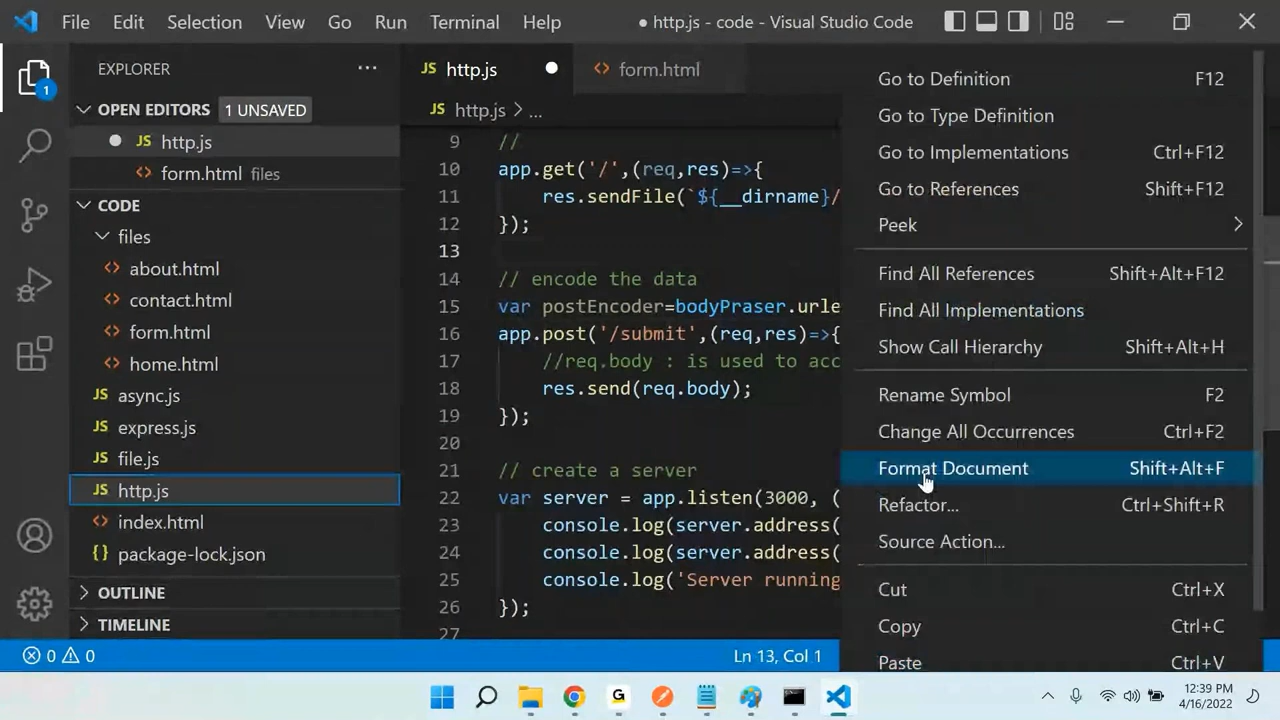 File Edit Selection View Go Run Terminal Help
● http.js - code - Visual Studio Code
EXPLORER
OPEN EDITORS 1 UNSAVED
JS http.js
form.html files
CODE
files
about.html
contact.html
form.html
home.html
JS async.js
JS express.js
JS file.js
JS http.js
index.html
{} package-lock.json
OUTLINE
TIMELINE
1
JS http.js
form.html
JS http.js > ...
9 //
10 app.get('/',(req,res)=>{
11 res.sendFile(`${__dirname}/
12 });
13
14 // encode the data
15 var postEncoder=bodyPraser.urle
16 app.post('/submit',(req,res)=>{
17 //req.body : is used to acc
18 res.send(req.body);
19 });
20
21 // create a server
22 var server = app.listen(3000, (
23 console.log(server.address(
24 console.log(server.address(
25 console.log('Server running
26 });
27
Go to Definition F12
Go to Type Definition
Go to Implementations Ctrl+F12
Go to References Shift+F12
Peek
Find All References Shift+Alt+F12
Find All Implementations
Show Call Hierarchy Shift+Alt+H
Rename Symbol F2
Change All Occurrences Ctrl+F2
Format Document Shift+Alt+F
Refactor... Ctrl+Shift+R
Source Action...
Cut Ctrl+X
Copy Ctrl+C
Paste Ctrl+V
0 0
Ln 13, Col 1
G
12:39 PM
4/16/2022